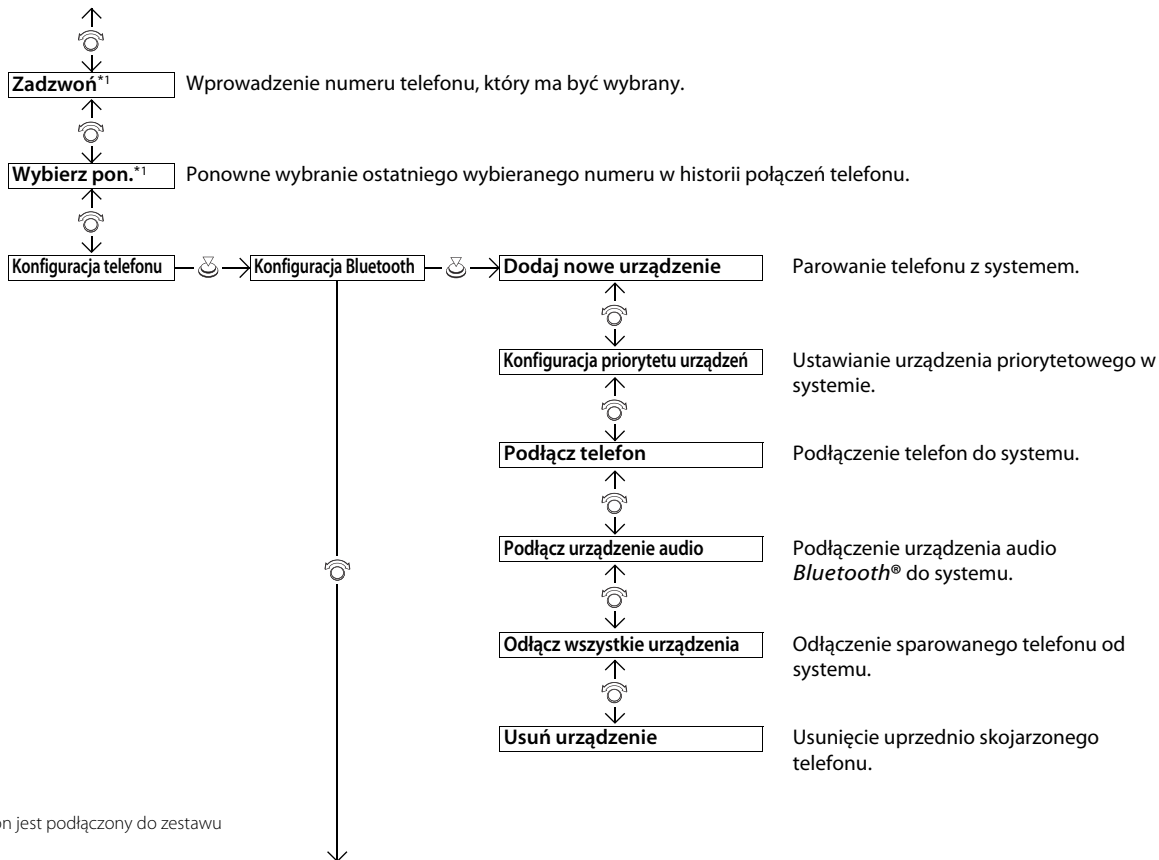 Zadzwoń*1 Wprowadzenie numeru telefonu, który ma być wybrany.
Wybierz pon.*1 Ponowne wybranie ostatniego wybieranego numeru w historii połączeń telefonu.
Konfiguracja telefonu Konfiguracja Bluetooth Dodaj nowe urządzenie Parowanie telefonu z systemem.
Konfiguracja priorytetu urządzeń Ustawianie urządzenia priorytetowego w
systemie.
Podłącz telefon Podłączenie telefon do systemu.
Podłącz urządzenie audio Podłączenie urządzenia audio
Bluetooth® do systemu.
Odłącz wszystkie urządzenia Odłączenie sparowanego telefonu od
systemu.
Usuń urządzenie Usunięcie uprzednio skojarzonego
telefonu.
jest podłączony do zestawu